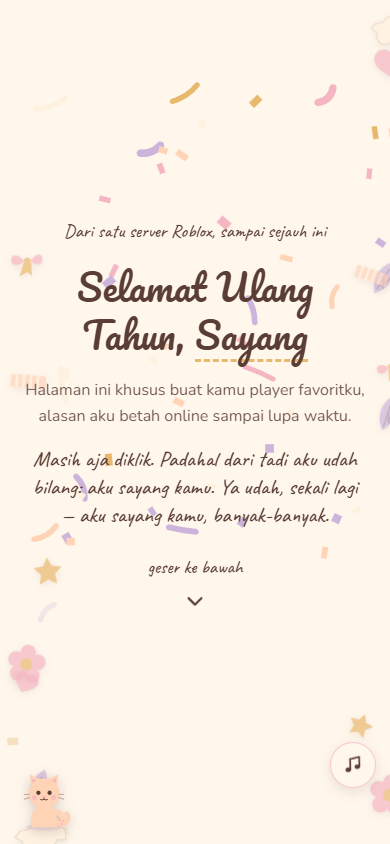 Dari satu server Roblox, sampai sejauh ini
Selamat Ulang
Tahun, Sayang
Halaman ini khusus buat kamu player favoritku,
alasan aku betah online sampai lupa waktu.
Masih aja diklik. Padahal dari tadi aku udah
bilang: aku sayang kamu. Ya udah, sekali lagi
— aku sayang kamu, banyak-banyak.
geser ke bawah